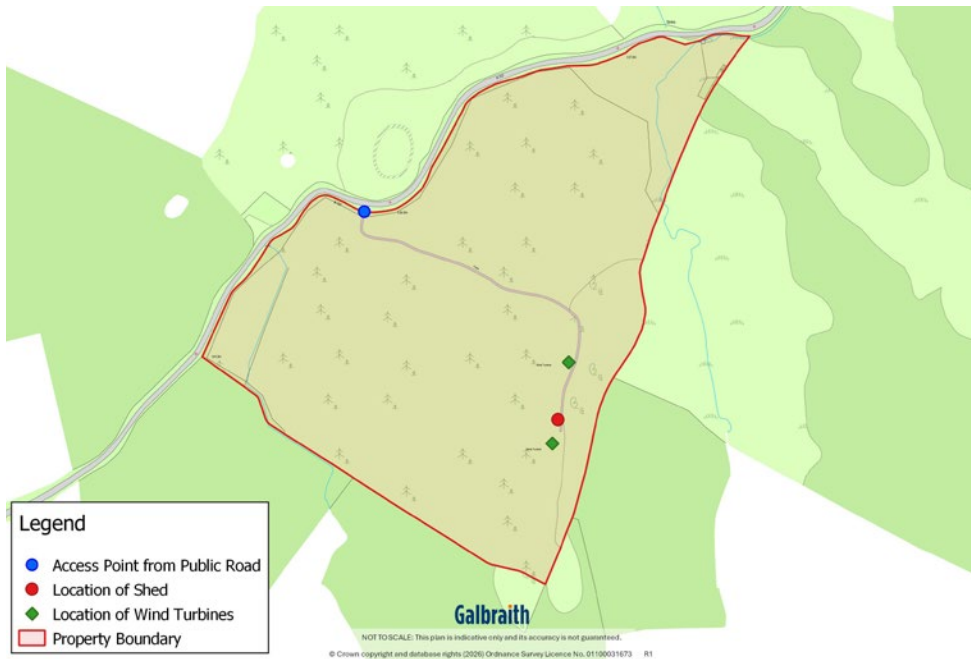 Legend
Access Point from Public Road
Location of Shed
Location of Wind Turbines
Property Boundary
Galbraith
NOT TO SCALE: This plan is indicative only and its accuracy is not guaranteed.
© Crown copyright and database rights (2026) Ordnance Survey Licence No. 01100031673 R1